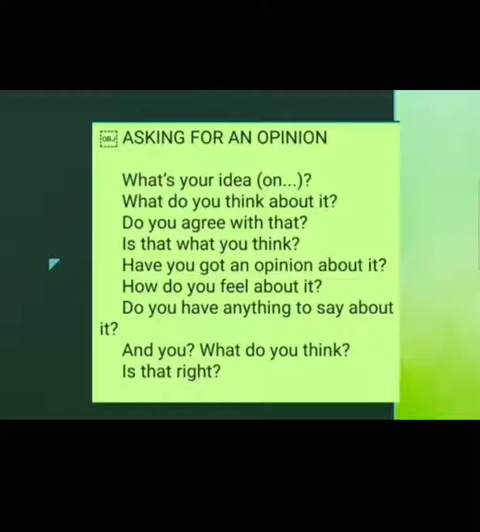 ASKING FOR AN OPINION
What's your idea (on...)?
What do you think about it?
Do you agree with that?
Is that what you think?
Have you got an opinion about it?
How do you feel about it?
Do you have anything to say about
it?
And you? What do you think?
Is that right?